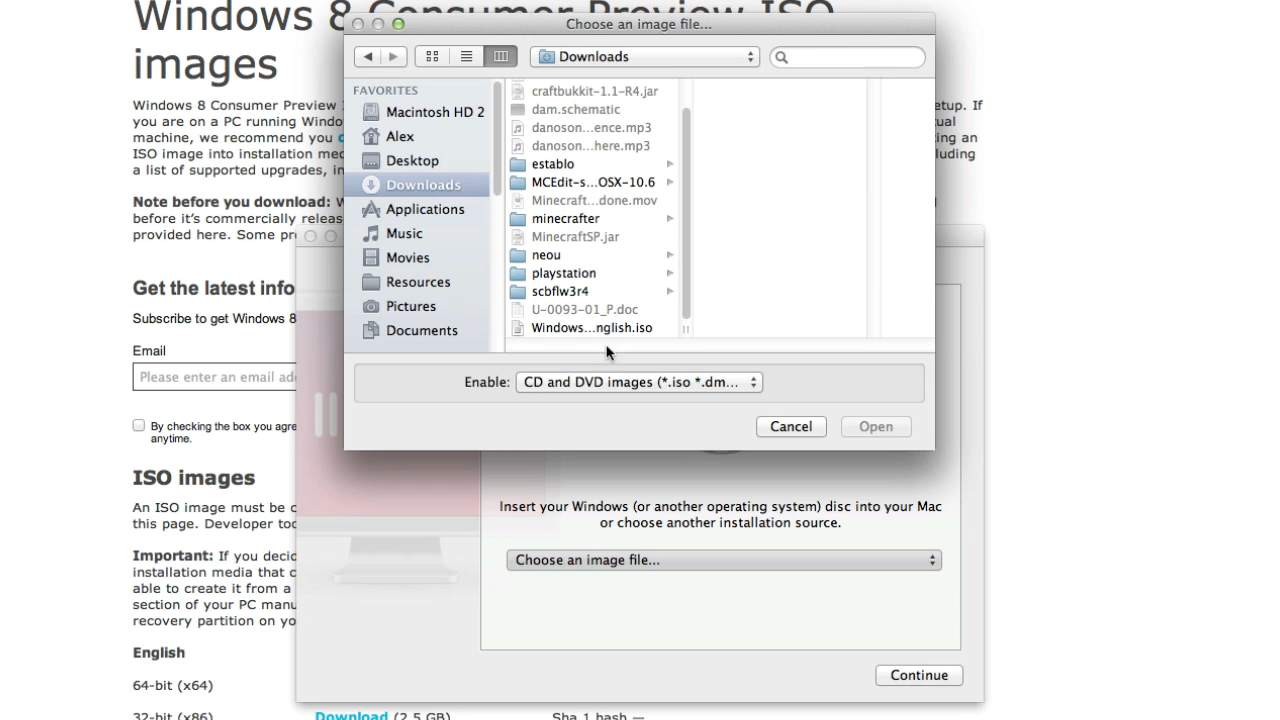 Windows 8 Consumer Preview ISO
images
Choose an image file...
Downloads
FAVORITES
Macintosh HD 2
Alex
Desktop
Downloads
Applications
Music
Movies
Resources
Pictures
Documents
craftbukkit-1.1-R4.jar
dam.schematic
danoson...ence.mp3
danoson...here.mp3
establo
MCEdit-s...OSX-10.6
Minecraft...done.mov
minecrafter
MinecraftSP.jar
neou
playstation
scbflw3r4
U-0093-01_P.doc
Windows...nglish.iso
Enable: CD and DVD images (*.iso *.dm...
Cancel
Open
Windows 8 Consumer Preview
etup. If
you are on a PC running Windo
tual
machine, we recommend you
ng an
ISO image into installation me
luding
a list of supported upgrades, in
Note before you download:
before it's commercially releas
provided here. Some pr
Get the latest info
Subscribe to get Windows 8
Email
Please enter an email add
By checking the box you agre
anytime.
ISO images
An ISO image must be c
this page. Developer too
Important: If you decid
installation media that c
able to create it from a
section of your PC manu
recovery partition on yo
English
64-bit (x64)
32-bit (x86) Download (2.5 GB) Sha 1 hash —
Insert your Windows (or another operating system) disc into your Mac
or choose another installation source.
Choose an image file...
Continue